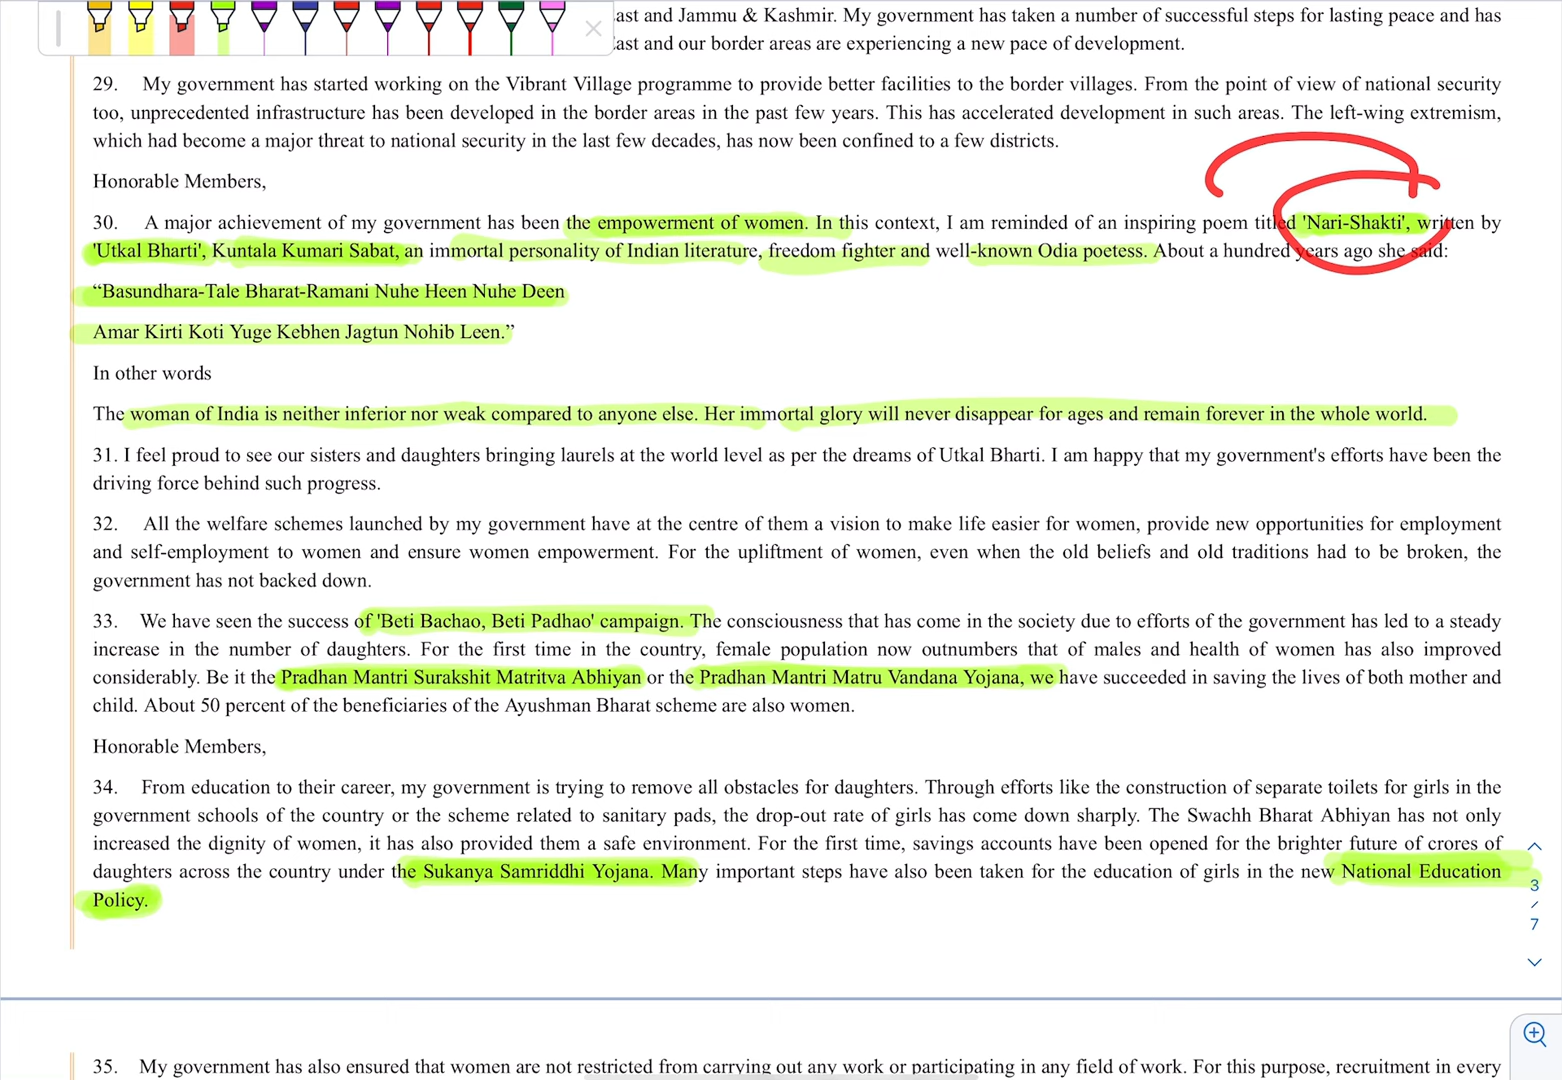 ast and Jammu & Kashmir. My government has taken a number of successful steps for lasting peace and has
ast and our border areas are experiencing a new pace of development.
29. My government has started working on the Vibrant Village programme to provide better facilities to the border villages. From the point of view of national security
too, unprecedented infrastructure has been developed in the border areas in the past few years. This has accelerated development in such areas. The left-wing extremism,
which had become a major threat to national security in the last few decades, has now been confined to a few districts.
Honorable Members,
30. A major achievement of my government has been the empowerment of women. In this context, I am reminded of an inspiring poem titled 'Nari-Shakti', written by
'Utkal Bharti', Kuntala Kumari Sabat, an immortal personality of Indian literature, freedom fighter and well-known Odia poetess. About a hundred years ago she said:
“Basundhara-Tale Bharat-Ramani Nuhe Heen Nuhe Deen
Amar Kirti Koti Yuge Kebhen Jagtun Nohib Leen.”
In other words
The woman of India is neither inferior nor weak compared to anyone else. Her immortal glory will never disappear for ages and remain forever in the whole world.
31. I feel proud to see our sisters and daughters bringing laurels at the world level as per the dreams of Utkal Bharti. I am happy that my government's efforts have been the
driving force behind such progress.
32. All the welfare schemes launched by my government have at the centre of them a vision to make life easier for women, provide new opportunities for employment
and self-employment to women and ensure women empowerment. For the upliftment of women, even when the old beliefs and old traditions had to be broken, the
government has not backed down.
33. We have seen the success of 'Beti Bachao, Beti Padhao' campaign. The consciousness that has come in the society due to efforts of the government has led to a steady
increase in the number of daughters. For the first time in the country, female population now outnumbers that of males and health of women has also improved
considerably. Be it the Pradhan Mantri Surakshit Matritva Abhiyan or the Pradhan Mantri Matru Vandana Yojana, we have succeeded in saving the lives of both mother and
child. About 50 percent of the beneficiaries of the Ayushman Bharat scheme are also women.
Honorable Members,
34. From education to their career, my government is trying to remove all obstacles for daughters. Through efforts like the construction of separate toilets for girls in the
government schools of the country or the scheme related to sanitary pads, the drop-out rate of girls has come down sharply. The Swachh Bharat Abhiyan has not only
increased the dignity of women, it has also provided them a safe environment. For the first time, savings accounts have been opened for the brighter future of crores of
daughters across the country under the Sukanya Samriddhi Yojana. Many important steps have also been taken for the education of girls in the new National Education
Policy.
3
/
7
35. My government has also ensured that women are not restricted from carrying out any work or participating in any field of work. For this purpose, recruitment in every